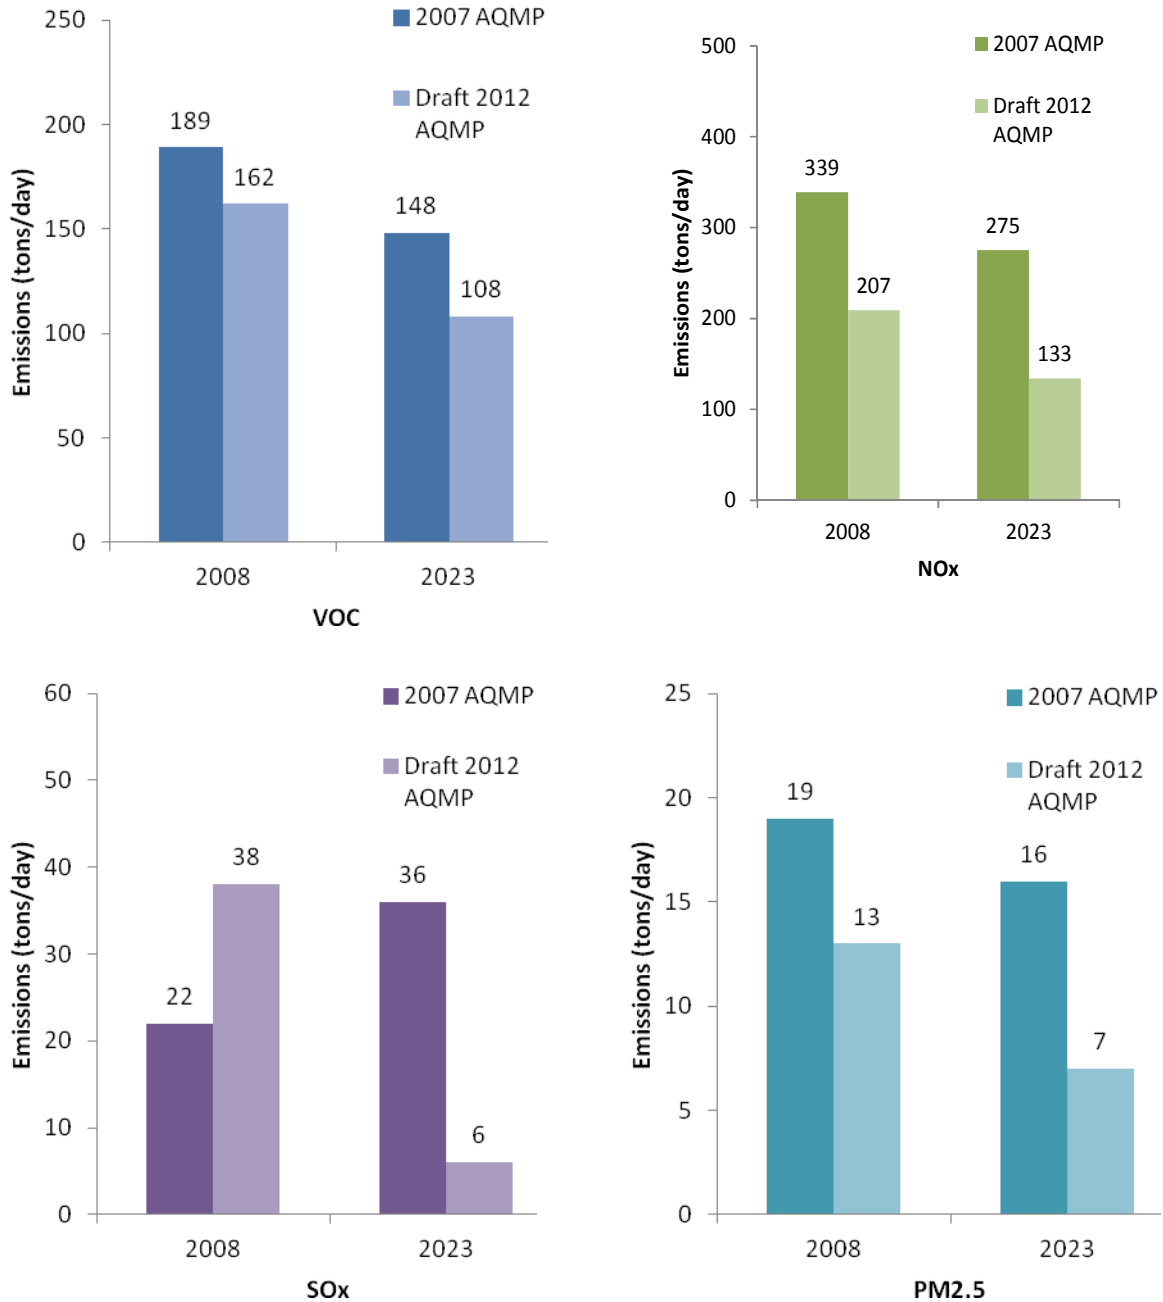 250
200
150
100
50
0
Emissions (tons/day)
2007 AQMP
Draft 2012
AQMP
189
162
148
108
2008
2023
VOC
500
400
300
200
100
0
Emissions (tons/day)
2007 AQMP
Draft 2012
AQMP
339
207
275
133
2008
2023
NOx
60
50
40
30
20
10
0
Emissions (tons/day)
2007 AQMP
Draft 2012
AQMP
22
38
36
6
2008
2023
SOx
25
20
15
10
5
0
Emissions (tons/day)
2007 AQMP
Draft 2012
AQMP
19
13
16
7
2008
2023
PM2.5